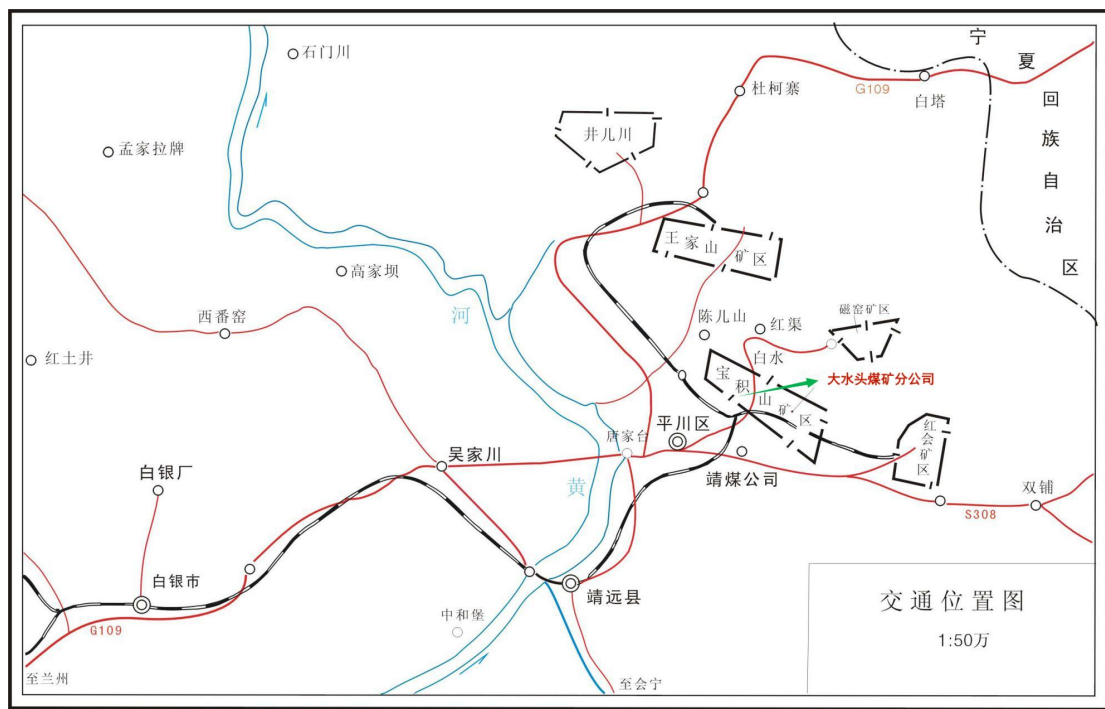 石门川
宁夏回族自治区
杜柯寨
G109
白塔
井儿川
孟家拉牌
王家山矿区
高家坝
河
西番窑
陈儿山
红渠
磁窑矿区
红土井
白水
宝积山矿区
大水头煤矿分公司
平川区
唐家台
红会矿区
吴家川
靖煤公司
白银厂
黄
双铺
S308
白银市
靖远县
交通位置图
1:50万
中和堡
G109
至兰州
至会宁